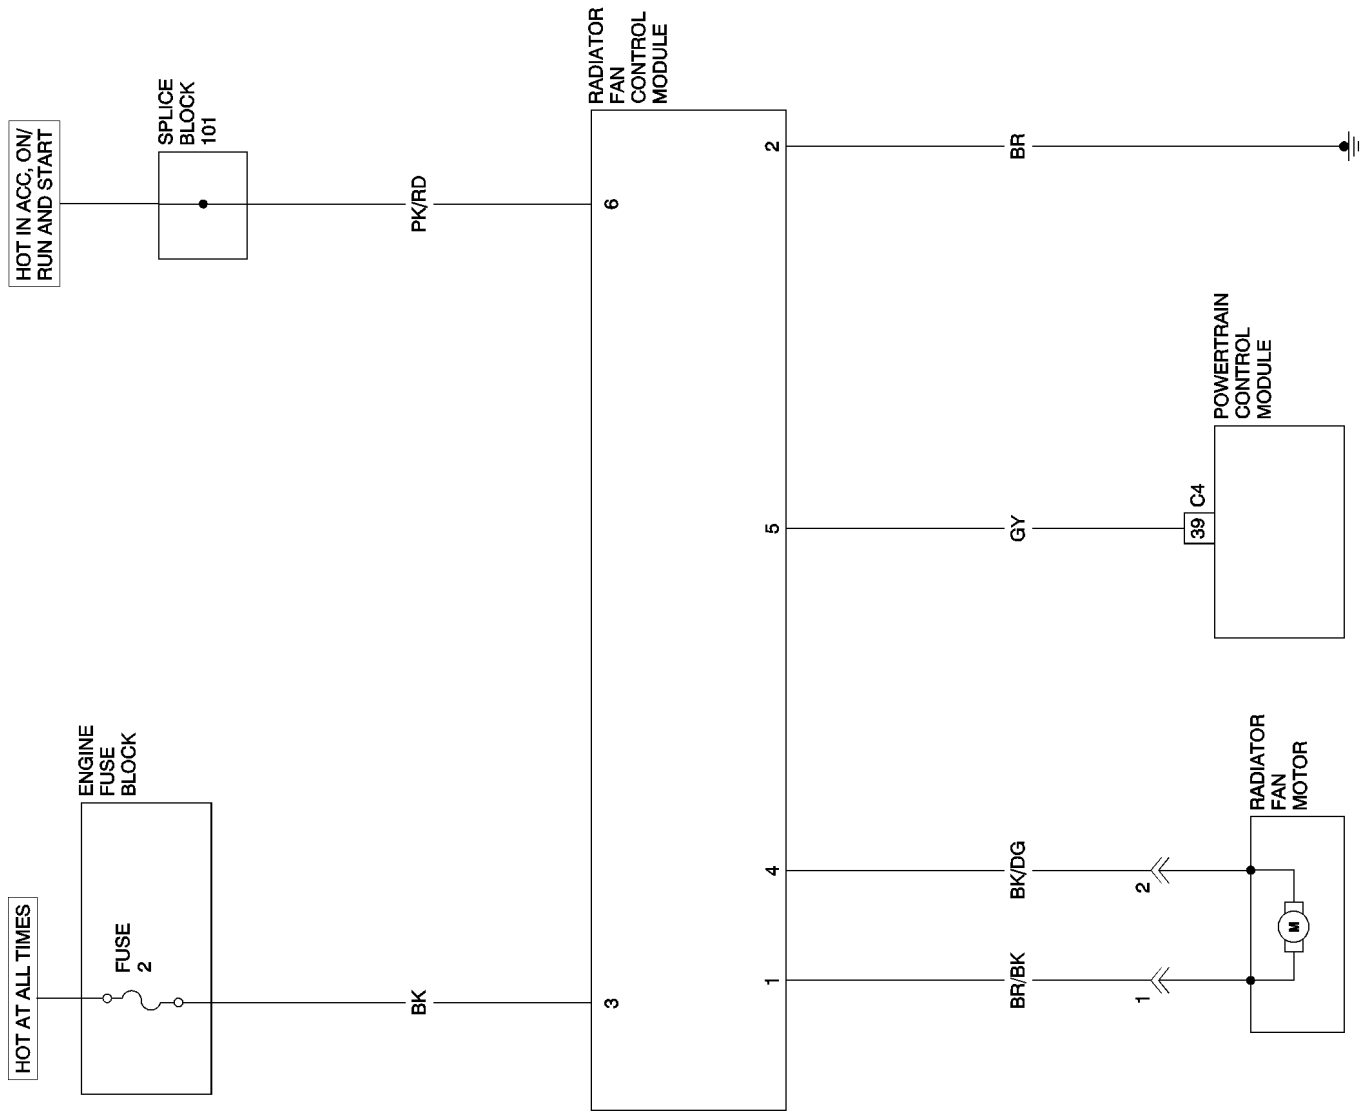 HOT AT ALL TIMES
ENGINE
FUSE
BLOCK
FUSE
2
BK
3
HOT IN ACC, ON/
RUN AND START
SPLICE
BLOCK
101
PK/RD
6
RADIATOR
FAN
CONTROL
MODULE
1
4
5
2
BR/BK
BK/DG
GY
BR
1
2
39
C4
RADIATOR
FAN
MOTOR
M
POWERTRAIN
CONTROL
MODULE